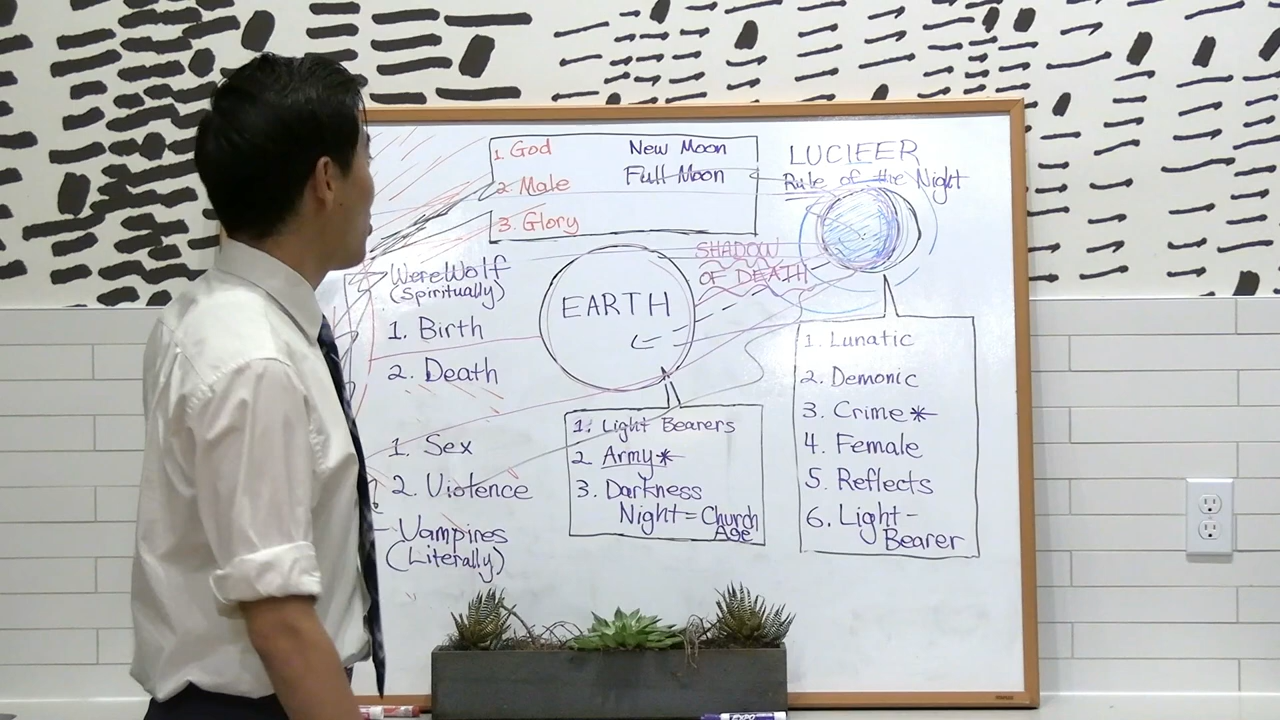 1. God
New Moon
2. Male
Full Moon
3. Glory
LUCIFER
Rule of the Night
SHADOW
OF DEATH
WereWolf
(Spiritually)
1. Birth
2. Death
EARTH
1. Sex
2. Violence
Vampires
(Literally)
1. Light Bearers
2. Army*
3. Darkness
Night = Church
Age
1. Lunatic
2. Demonic
3. Crime*
4. Female
5. Reflects
6. Light-
Bearer